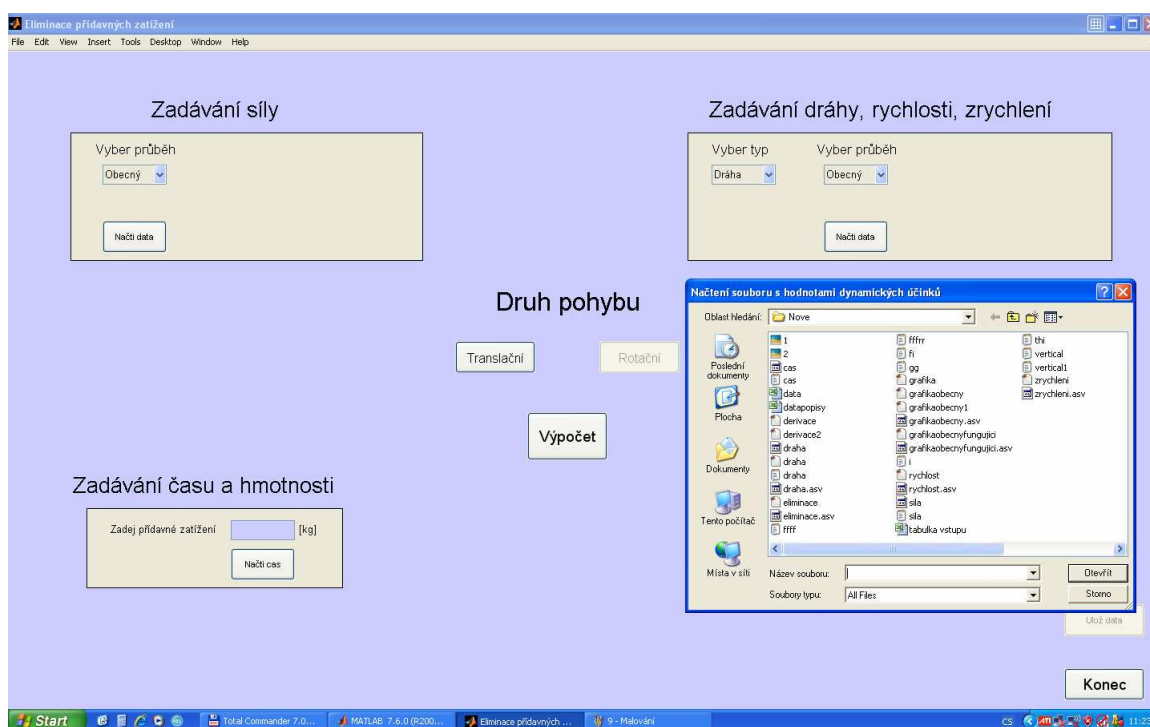 Eliminace přídavných zatížení
File Edit View Insert Tools Desktop Window Help
Zadávání síly
Vyber průběh
Obecný
Načti data
Zadávání dráhy, rychlosti, zrychlení
Vyber typ Vyber průběh
Dráha Obecný
Načti data
Druh pohybu
Translační Rotační
Výpočet
Zadávání času a hmotnosti
Zadej přídavné zatížení [kg]
Načti cas
Načtení souboru s hodnotami dynamických účinků
Oblast hledání: Nove
Poslední dokumenty
Plocha
Dokumenty
Tento počítač
Místa v síti
1
2
cas
cas
data
datapopisy
derivace
derivace2
draha
draha
draha
draha.asv
eliminace
eliminace.asv
ffff
fffrr
fi
gg
grafika
grafikaobecny
grafikaobecny1
grafikaobecny.asv
grafikaobecnyfungujici
grafikaobecnyfungujici.asv
i
rychlost
rychlost.asv
sila
sila
tabulka vstupu
thi
vertical
vertical1
zrychleni
zrychleni.asv
Název souboru: Otevřít
Soubory typu: All Files Storno
Ulož data
Konec
Start Total Commander 7.0... MATLAB 7.6.0 (R200... Eliminace přídavných ... 9 - Malování CS 11:23